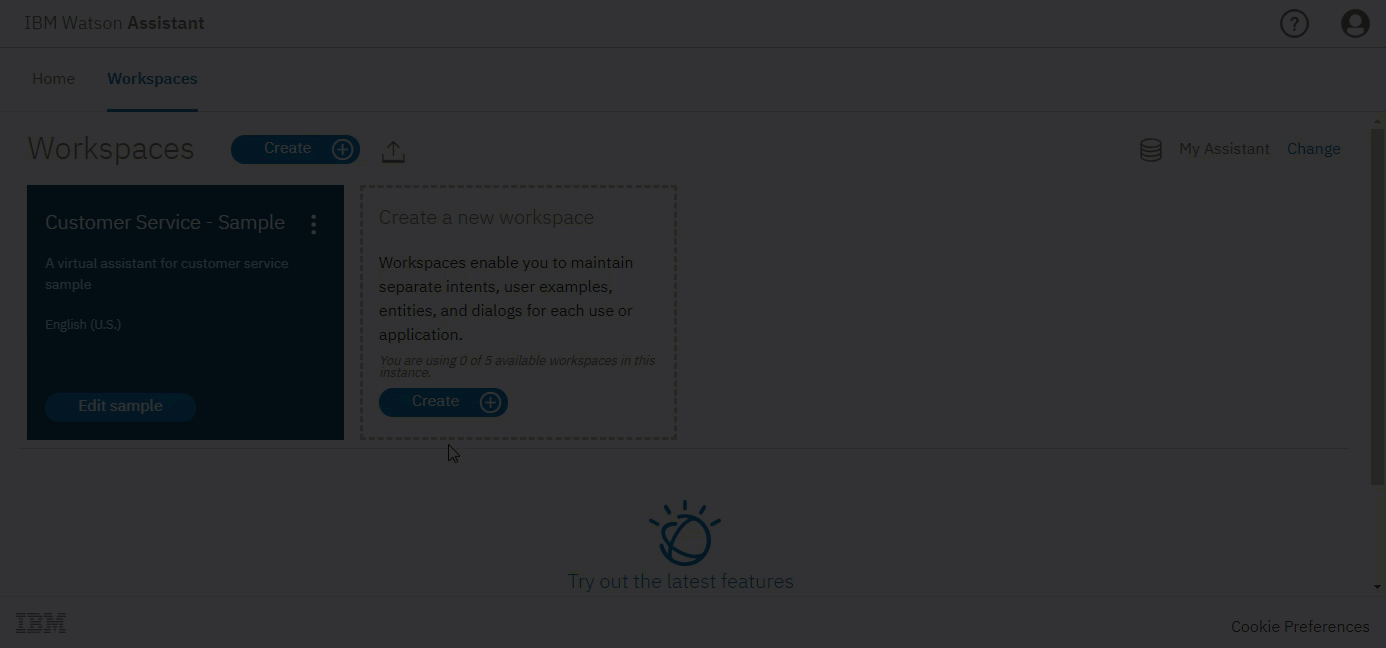 IBM Watson Assistant
?
Home
Workspaces
Workspaces
Create
My Assistant
Change
Customer Service - Sample
A virtual assistant for customer service
sample
English (U.S.)
Edit sample
Create a new workspace
Workspaces enable you to maintain
separate intents, user examples,
entities, and dialogs for each use or
application.
You are using 0 of 5 available workspaces in this
instance.
Create
Try out the latest features
IBM
Cookie Preferences